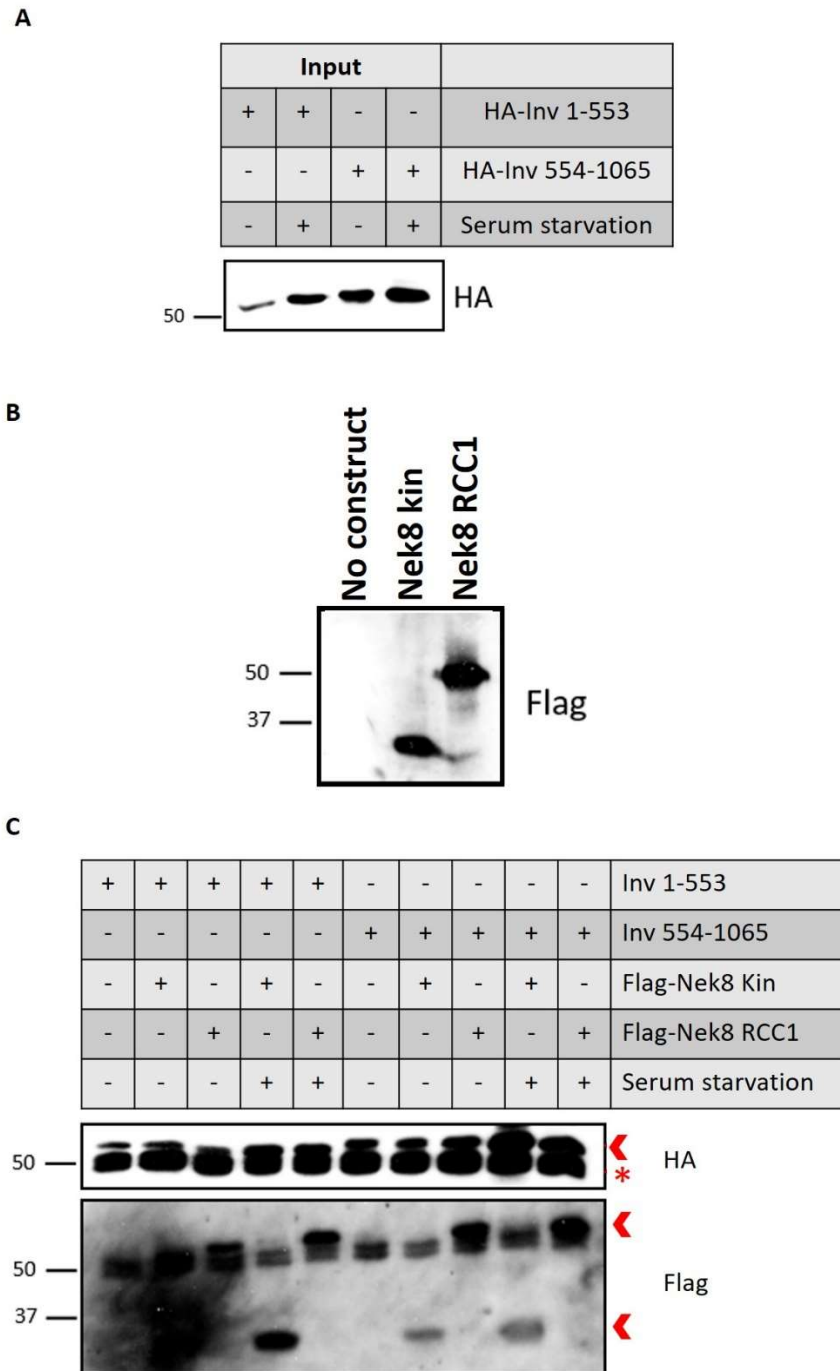 A
Input
+ + - - HA-Inv 1-553
- - + + HA-Inv 554-1065
- + - + Serum starvation
50 HA
B
No construct
Nek8 kin
Nek8 RCC1
50
37
Flag
C
+ + + + + - - - - - Inv 1-553
- - - - - + + + + + Inv 554-1065
- + - + - - + - + - Flag-Nek8 Kin
- - + - + - - + - + Flag-Nek8 RCC1
- - - + + - - - + + Serum starvation
50 HA
*
50
Flag
37